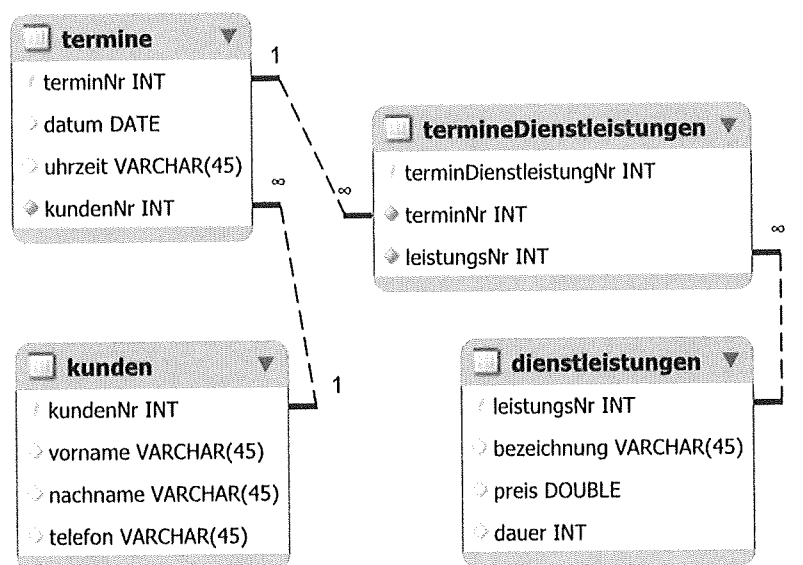 termine
terminNr INT
datum DATE
uhrzeit VARCHAR(45)
kundenNr INT
1
∞
termineDienstleistungen
terminDienstleistungNr INT
terminNr INT
leistungsNr INT
∞
∞
kunden
kundenNr INT
vorname VARCHAR(45)
nachname VARCHAR(45)
telefon VARCHAR(45)
1
dienstleistungen
leistungsNr INT
bezeichnung VARCHAR(45)
preis DOUBLE
dauer INT